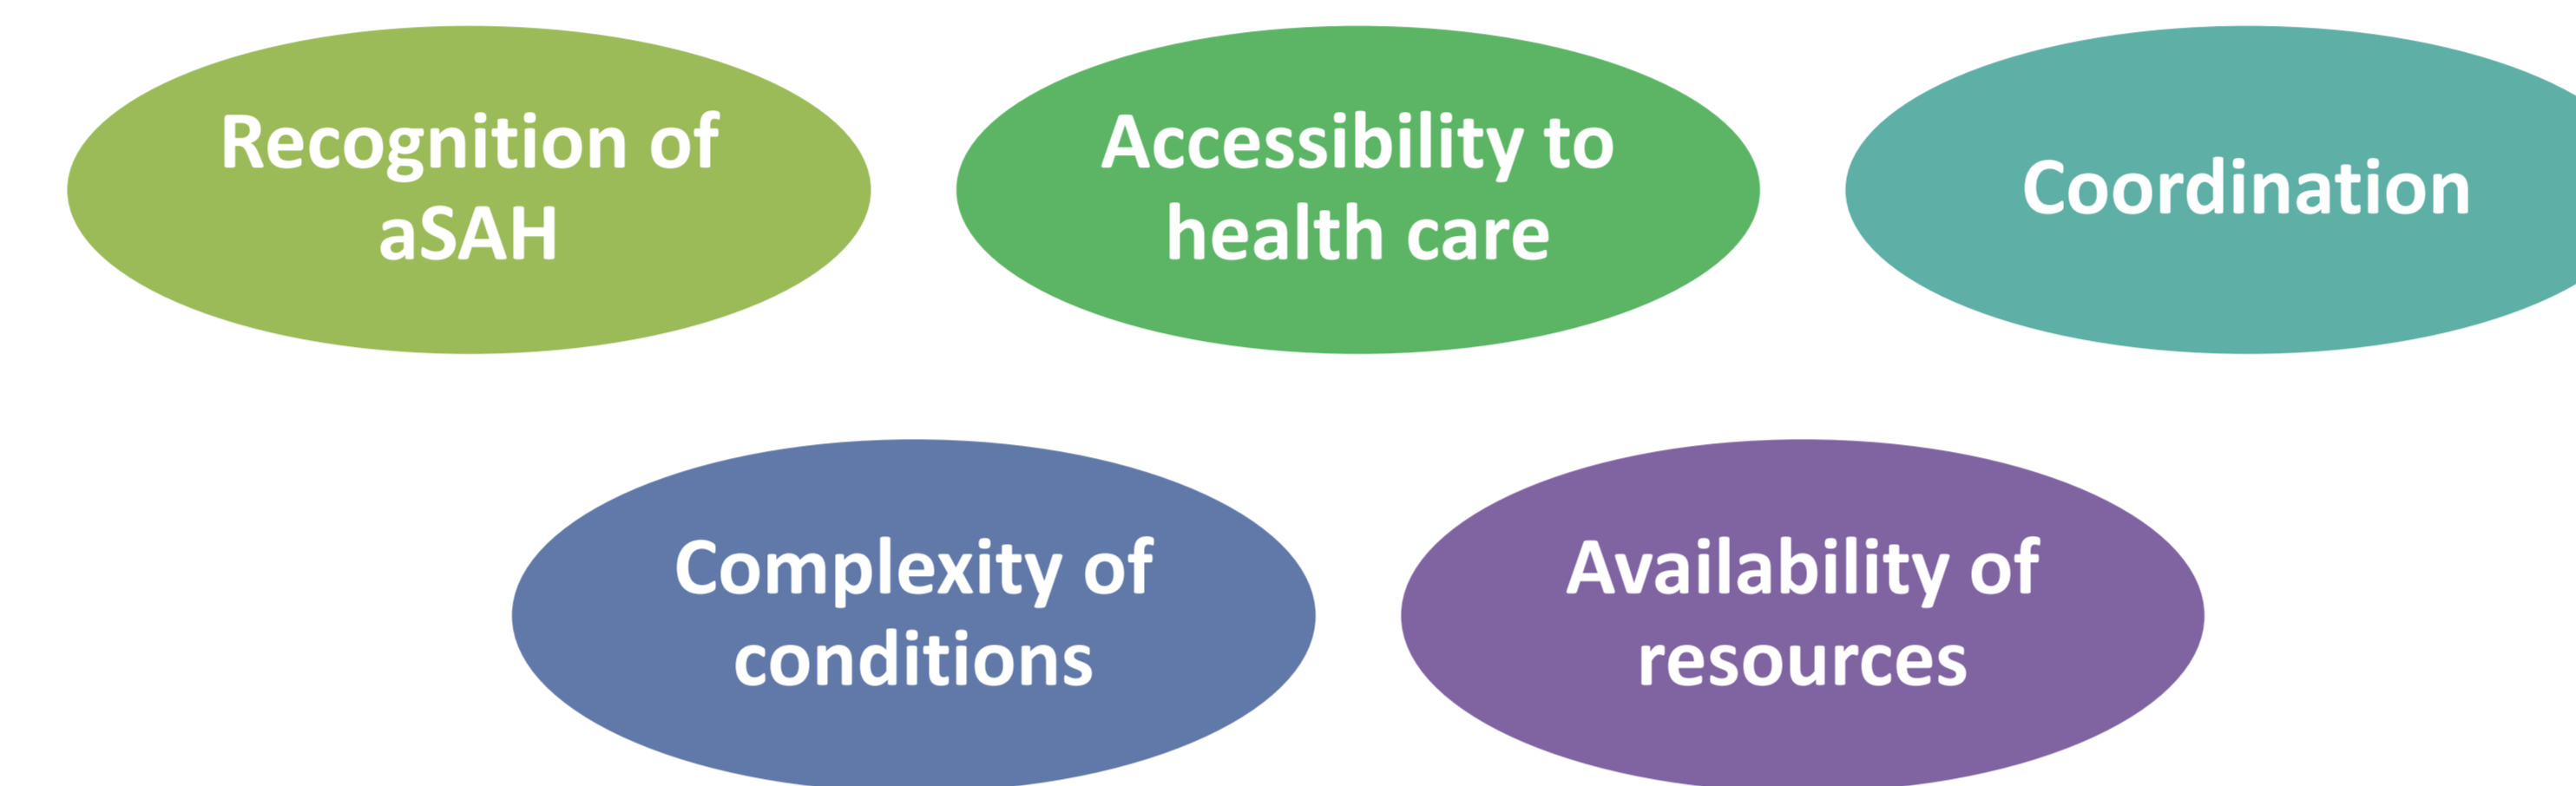 Recognition of
aSAH
Accessibility to
health care
Coordination
Complexity of
conditions
Availability of
resources